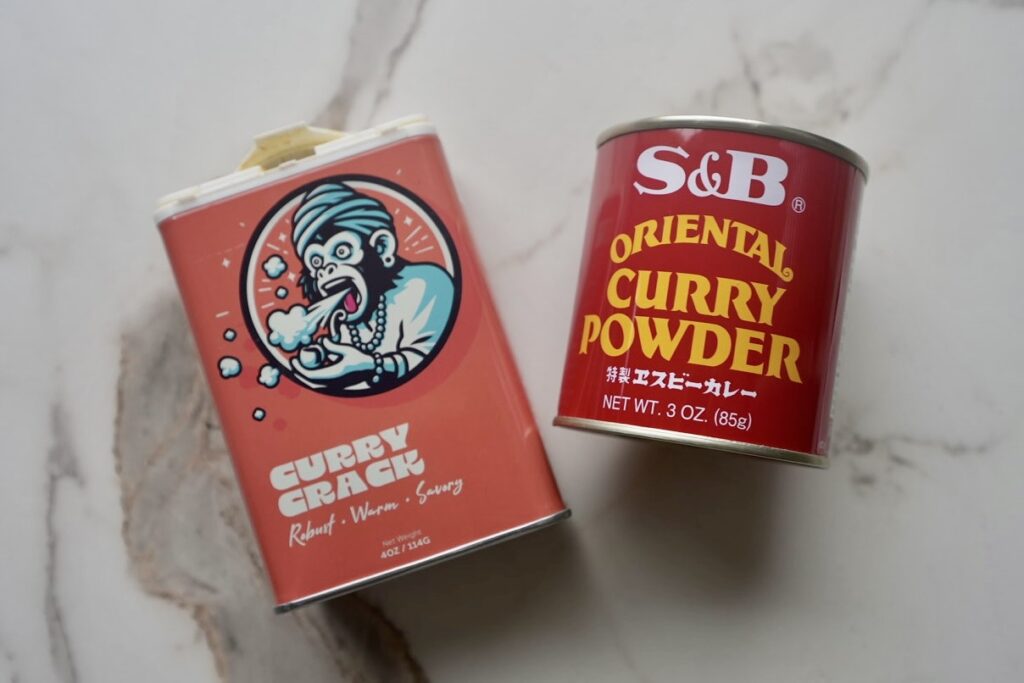 CURRY
CRACK
Robust • Warm • Savory
Net Weight
4OZ / 114G
S&B®
ORIENTAL
CURRY
POWDER
特製ヱスビーカレー
NET WT. 3 OZ. (85g)